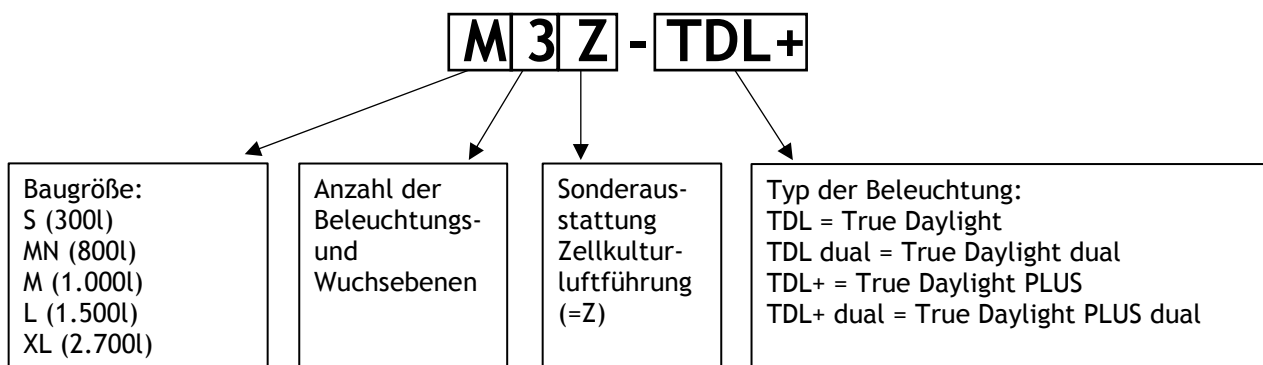 M 3 Z - TDL+
Baugröße:
S (300l)
MN (800l)
M (1.000l)
L (1.500l)
XL (2.700l)
Anzahl der
Beleuchtungs-
und
Wuchsebenen
Sonderaus-
stattung
Zellkultur-
luftführung
(=Z)
Typ der Beleuchtung:
TDL = True Daylight
TDL dual = True Daylight dual
TDL+ = True Daylight PLUS
TDL+ dual = True Daylight PLUS dual